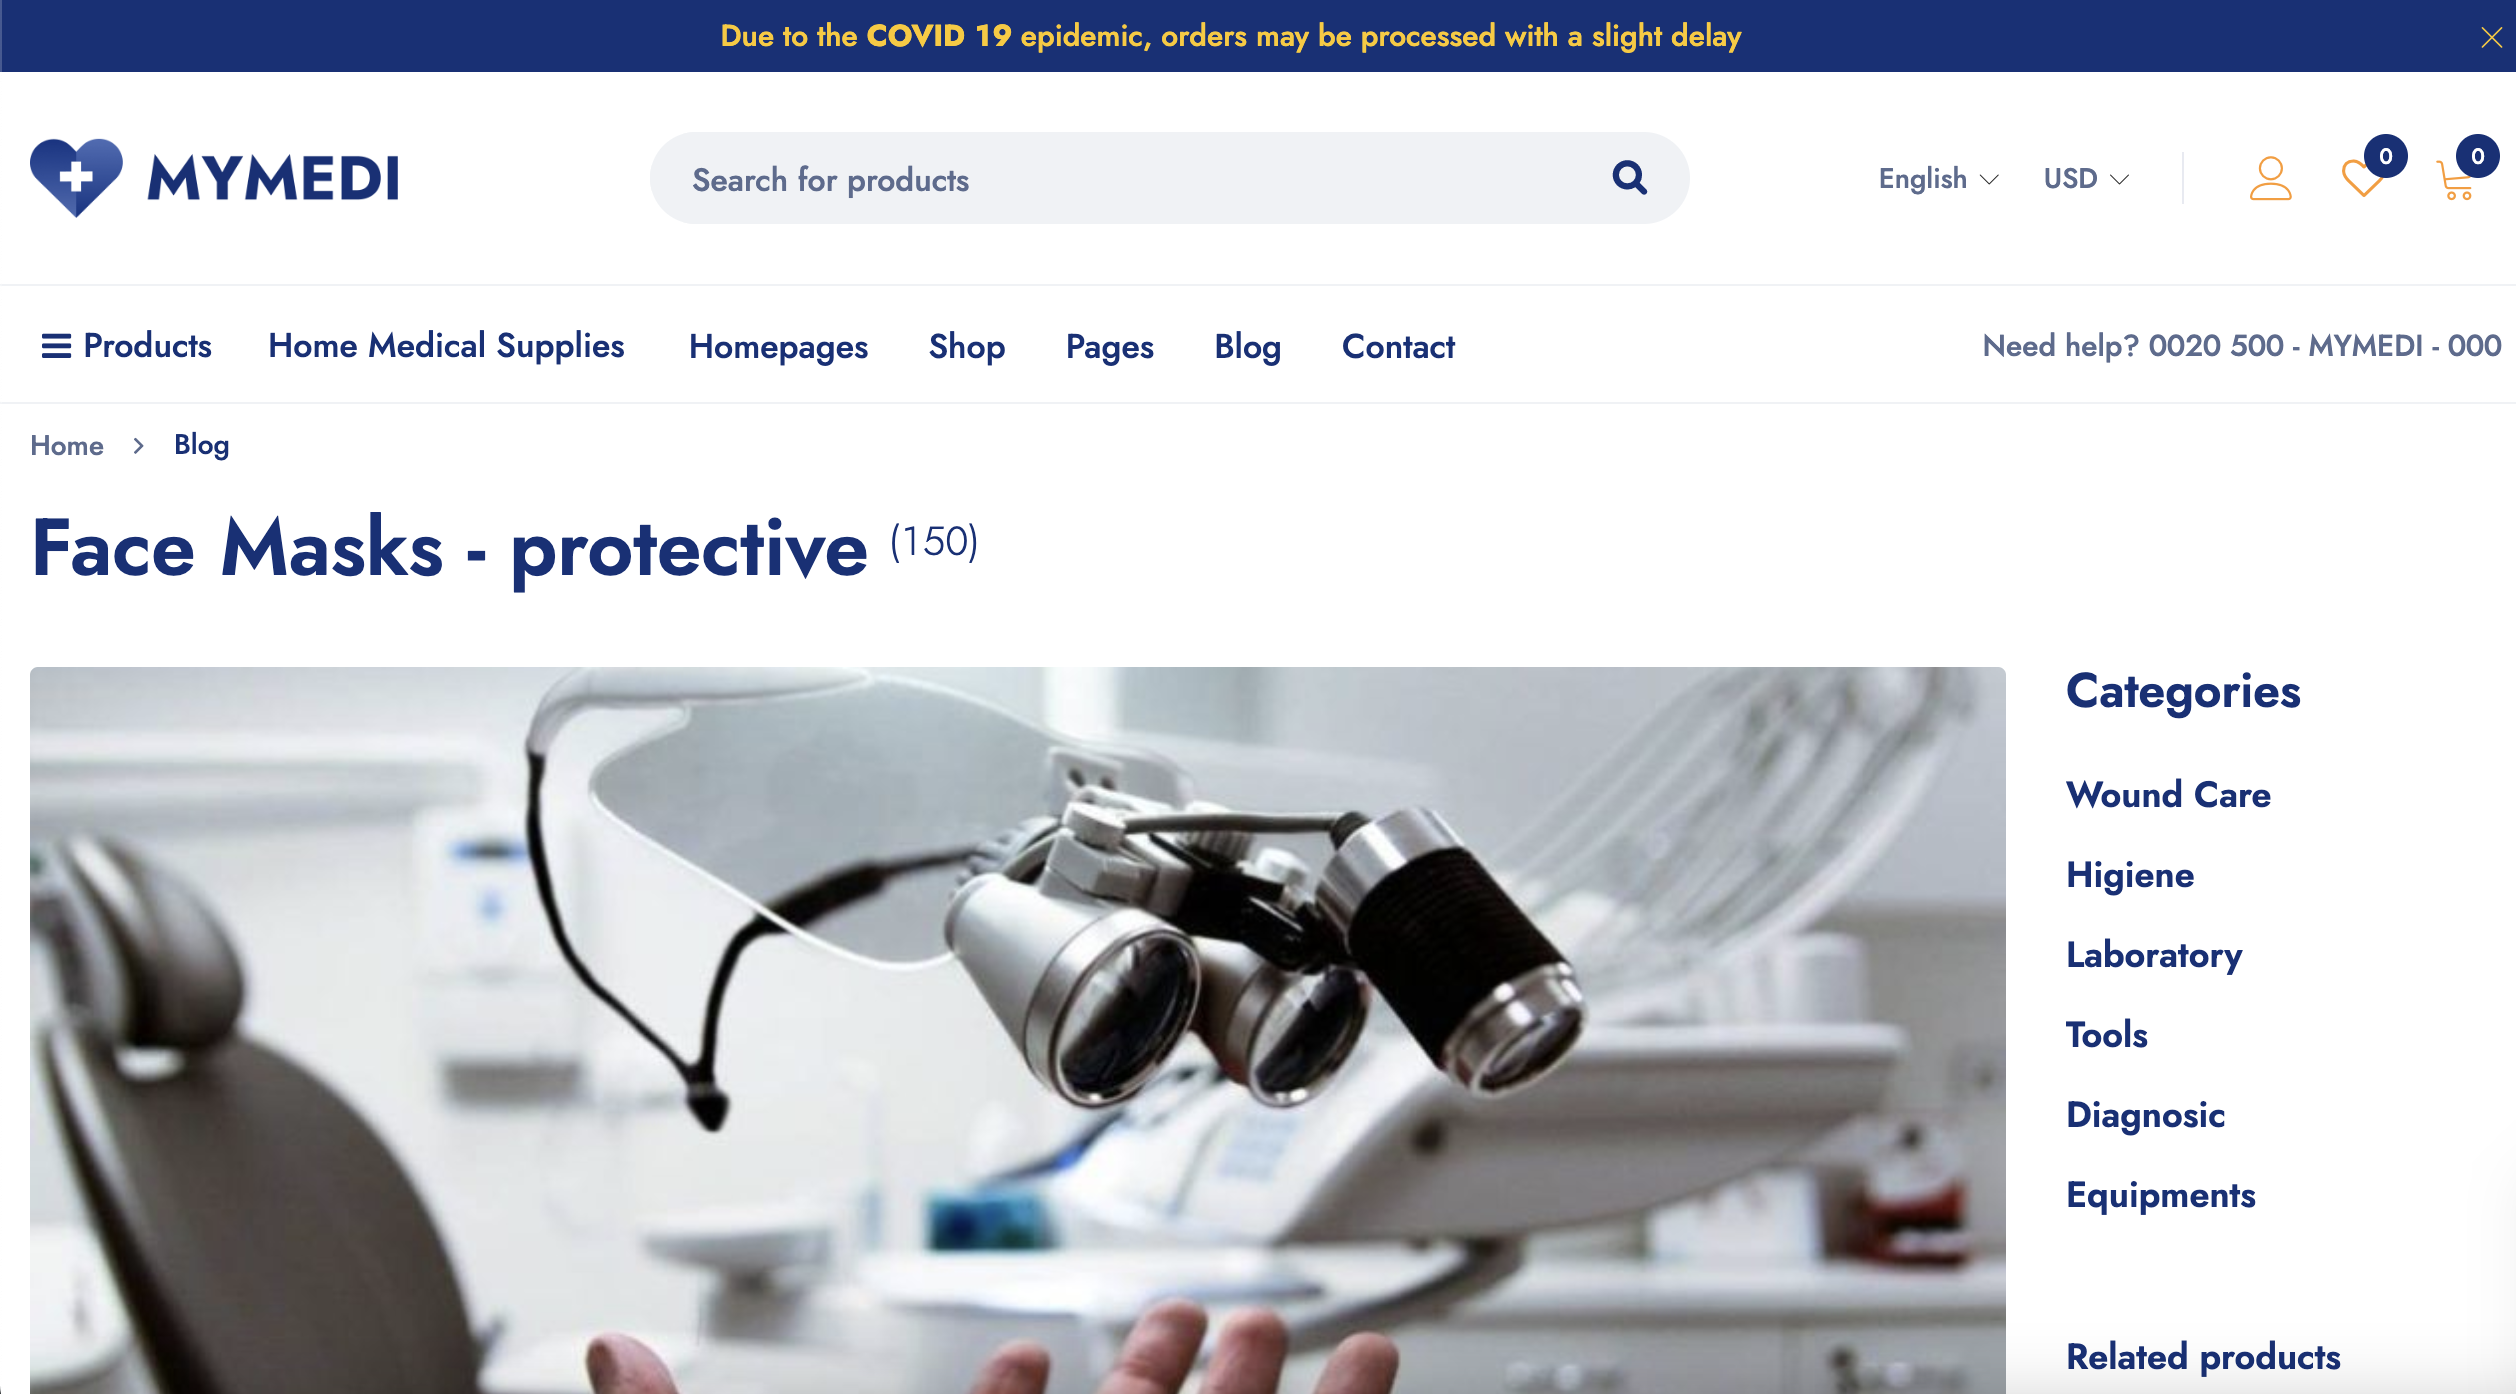 Due to the COVID 19 epidemic, orders may be processed with a slight delay
MYMEDI
Search for products
English
USD
0
0
Products
Home Medical Supplies
Homepages
Shop
Pages
Blog
Contact
Need help? 0020 500 - MYMEDI - 000
Home
Blog
Face Masks - protective (150)
Categories
Wound Care
Higiene
Laboratory
Tools
Diagnosic
Equipments
Related products